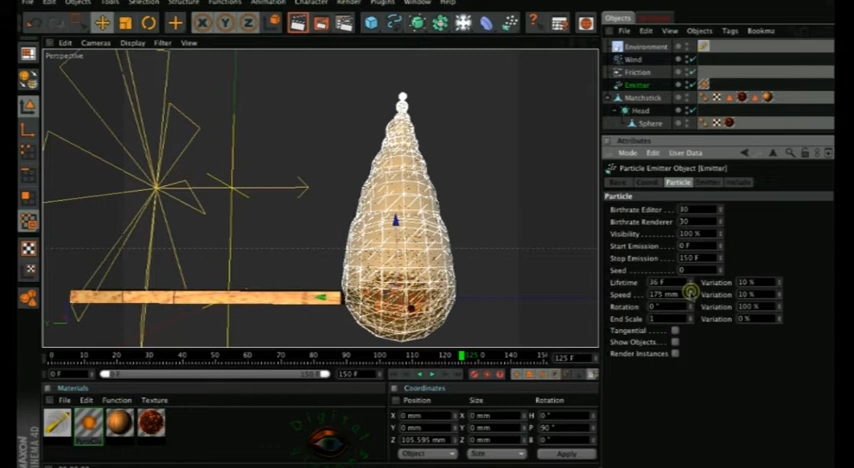 Edit Objects Tools Selection Structure Functions Animation Character Render Plugins Window Help
X Y Z
Edit Cameras Display Filter View
Perspective
Objects
File Edit View Objects Tags Bookma
Environment
Wind
Friction
Emitter
Matchstick
Head
Sphere
Attributes
Mode Edit User Data
Particle Emitter Object [Emitter]
Basic Coord. Particle Emitter Include
Particle
Birthrate Editor 30
Birthrate Renderer 30
Visibility 100 %
Start Emission 0 F
Stop Emission 150 F
Seed 0
Lifetime 36 F Variation 10 %
Speed 175 mm Variation 10 %
Rotation 0 ° Variation 100 %
End Scale 1 Variation 0 %
Tangential
Show Objects
Render Instances
Y
0 10 20 30 40 50 60 70 80 90 100 110 125 140 150 125 F
0 F 0 F 150 F 150 F
Materials
File Edit Function Texture
Coordinates
Position Size Rotation
X 0 mm X 0 mm H 0 °
Y 0 mm Y 0 mm P 90 °
Z 105.595 mm Z 0 mm B 0 °
Object Size Apply
Digital
MAXON
CINEMA 4D